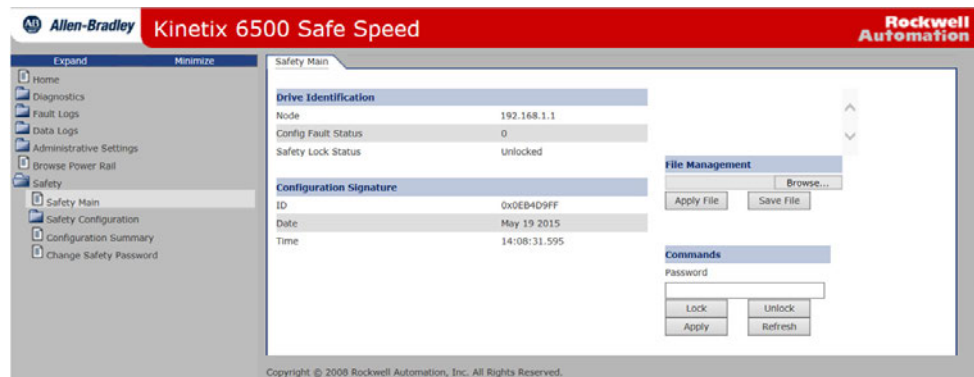 AB Allen-Bradley Kinetix 6500 Safe Speed Rockwell Automation
Expand Minimize
Home
Diagnostics
Fault Logs
Data Logs
Administrative Settings
Browse Power Rail
Safety
Safety Main
Safety Configuration
Configuration Summary
Change Safety Password
Safety Main
Drive Identification
Node 192.168.1.1
Config Fault Status 0
Safety Lock Status Unlocked
Configuration Signature
ID 0x0EB4D9FF
Date May 19 2015
Time 14:08:31.595
File Management
Browse...
Apply File Save File
Commands
Password
Lock Unlock
Apply Refresh
Copyright © 2008 Rockwell Automation, Inc. All Rights Reserved.